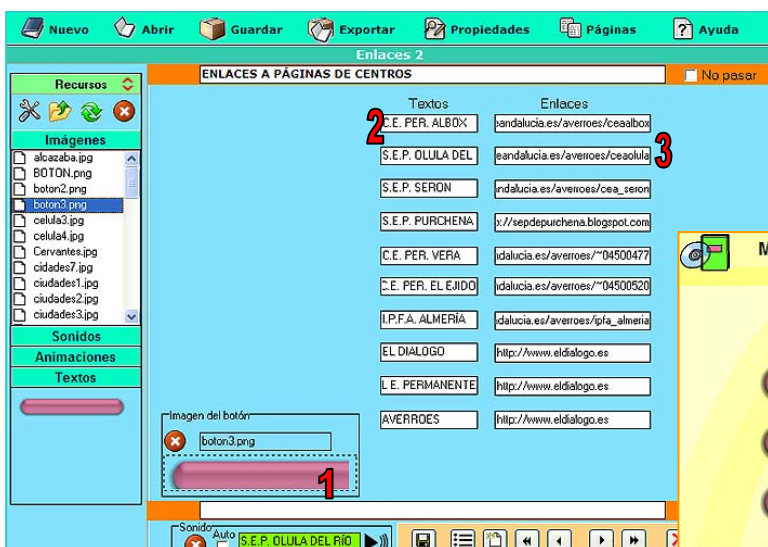 Nuevo Abrir Guardar Exportar Propiedades Páginas Ayuda
Enlaces 2
Recursos
ENLACES A PÁGINAS DE CENTROS
No pasar
Imágenes
alcazaba.jpg
BOTON.png
boton2.png
boton3.png
celula3.jpg
celula4.jpg
Cervantes.jpg
cidades7.jpg
ciudades1.jpg
ciudades2.jpg
ciudades3.jpg
Sonidos
Animaciones
Textos
Textos Enlaces
2
C.E. PER. ALBOX eandalucia.es/averroes/ceaalbox
3
S.E.P. OLULA DEL eandalucia.es/averroes/ceaolula
S.E.P. SERON ndalucia.es/averroes/cea_seron
S.E.P. PURCHENA ://sepdepurchena.blogspot.com
C.E. PER. VERA dalucia.es/averroes/~04500477
C.E. PER. EL EJIDO dalucia.es/averroes/~04500520
I.P.F.A. ALMERÍA dalucia.es/averroes/ipfa_almeria
EL DIALOGO http://www.eldialogo.es
L E. PERMANENTE http://www.eldialogo.es
AVERROES http://www.eldialogo.es
Imagen del botón
boton3.png
1
Sonido
Auto S.E.P. OLULA DEL RÍO
M